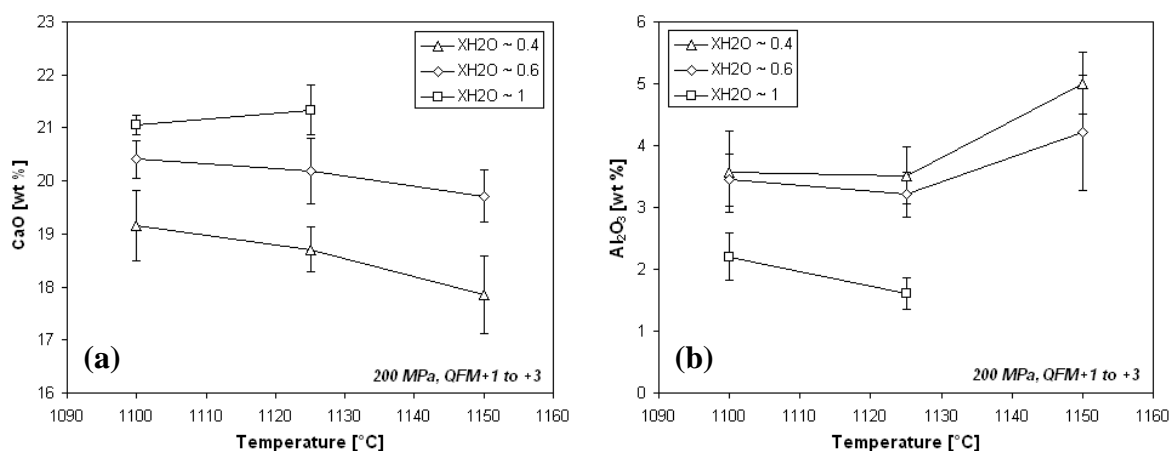 23
22
21
20
19
18
17
16
CaO [wt %]
XH2O ~ 0.4
XH2O ~ 0.6
XH2O ~ 1
(a)
200 MPa, QFM+1 to +3
1090 1100 1110 1120 1130 1140 1150 1160
Temperature [°C]
6
5
4
3
2
1
0
Al₂O₃ [wt %]
XH2O ~ 0.4
XH2O ~ 0.6
XH2O ~ 1
(b)
200 MPa, QFM+1 to +3
1090 1100 1110 1120 1130 1140 1150 1160
Temperature [°C]